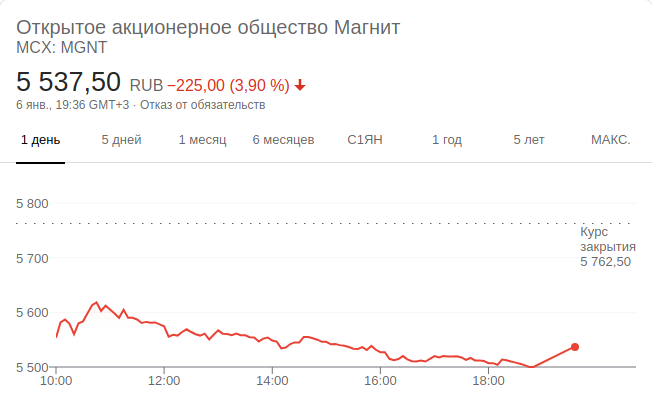 Открытое акционерное общество Магнит
MCX: MGNT
5 537,50 RUB −225,00 (3,90 %)
6 янв., 19:36 GMT+3 · Отказ от обязательств
1 день 5 дней 1 месяц 6 месяцев С1ЯН 1 год 5 лет МАКС.
5 800
Курс
закрытия
5 762,50
5 700
5 600
5 500
10:00 12:00 14:00 16:00 18:00